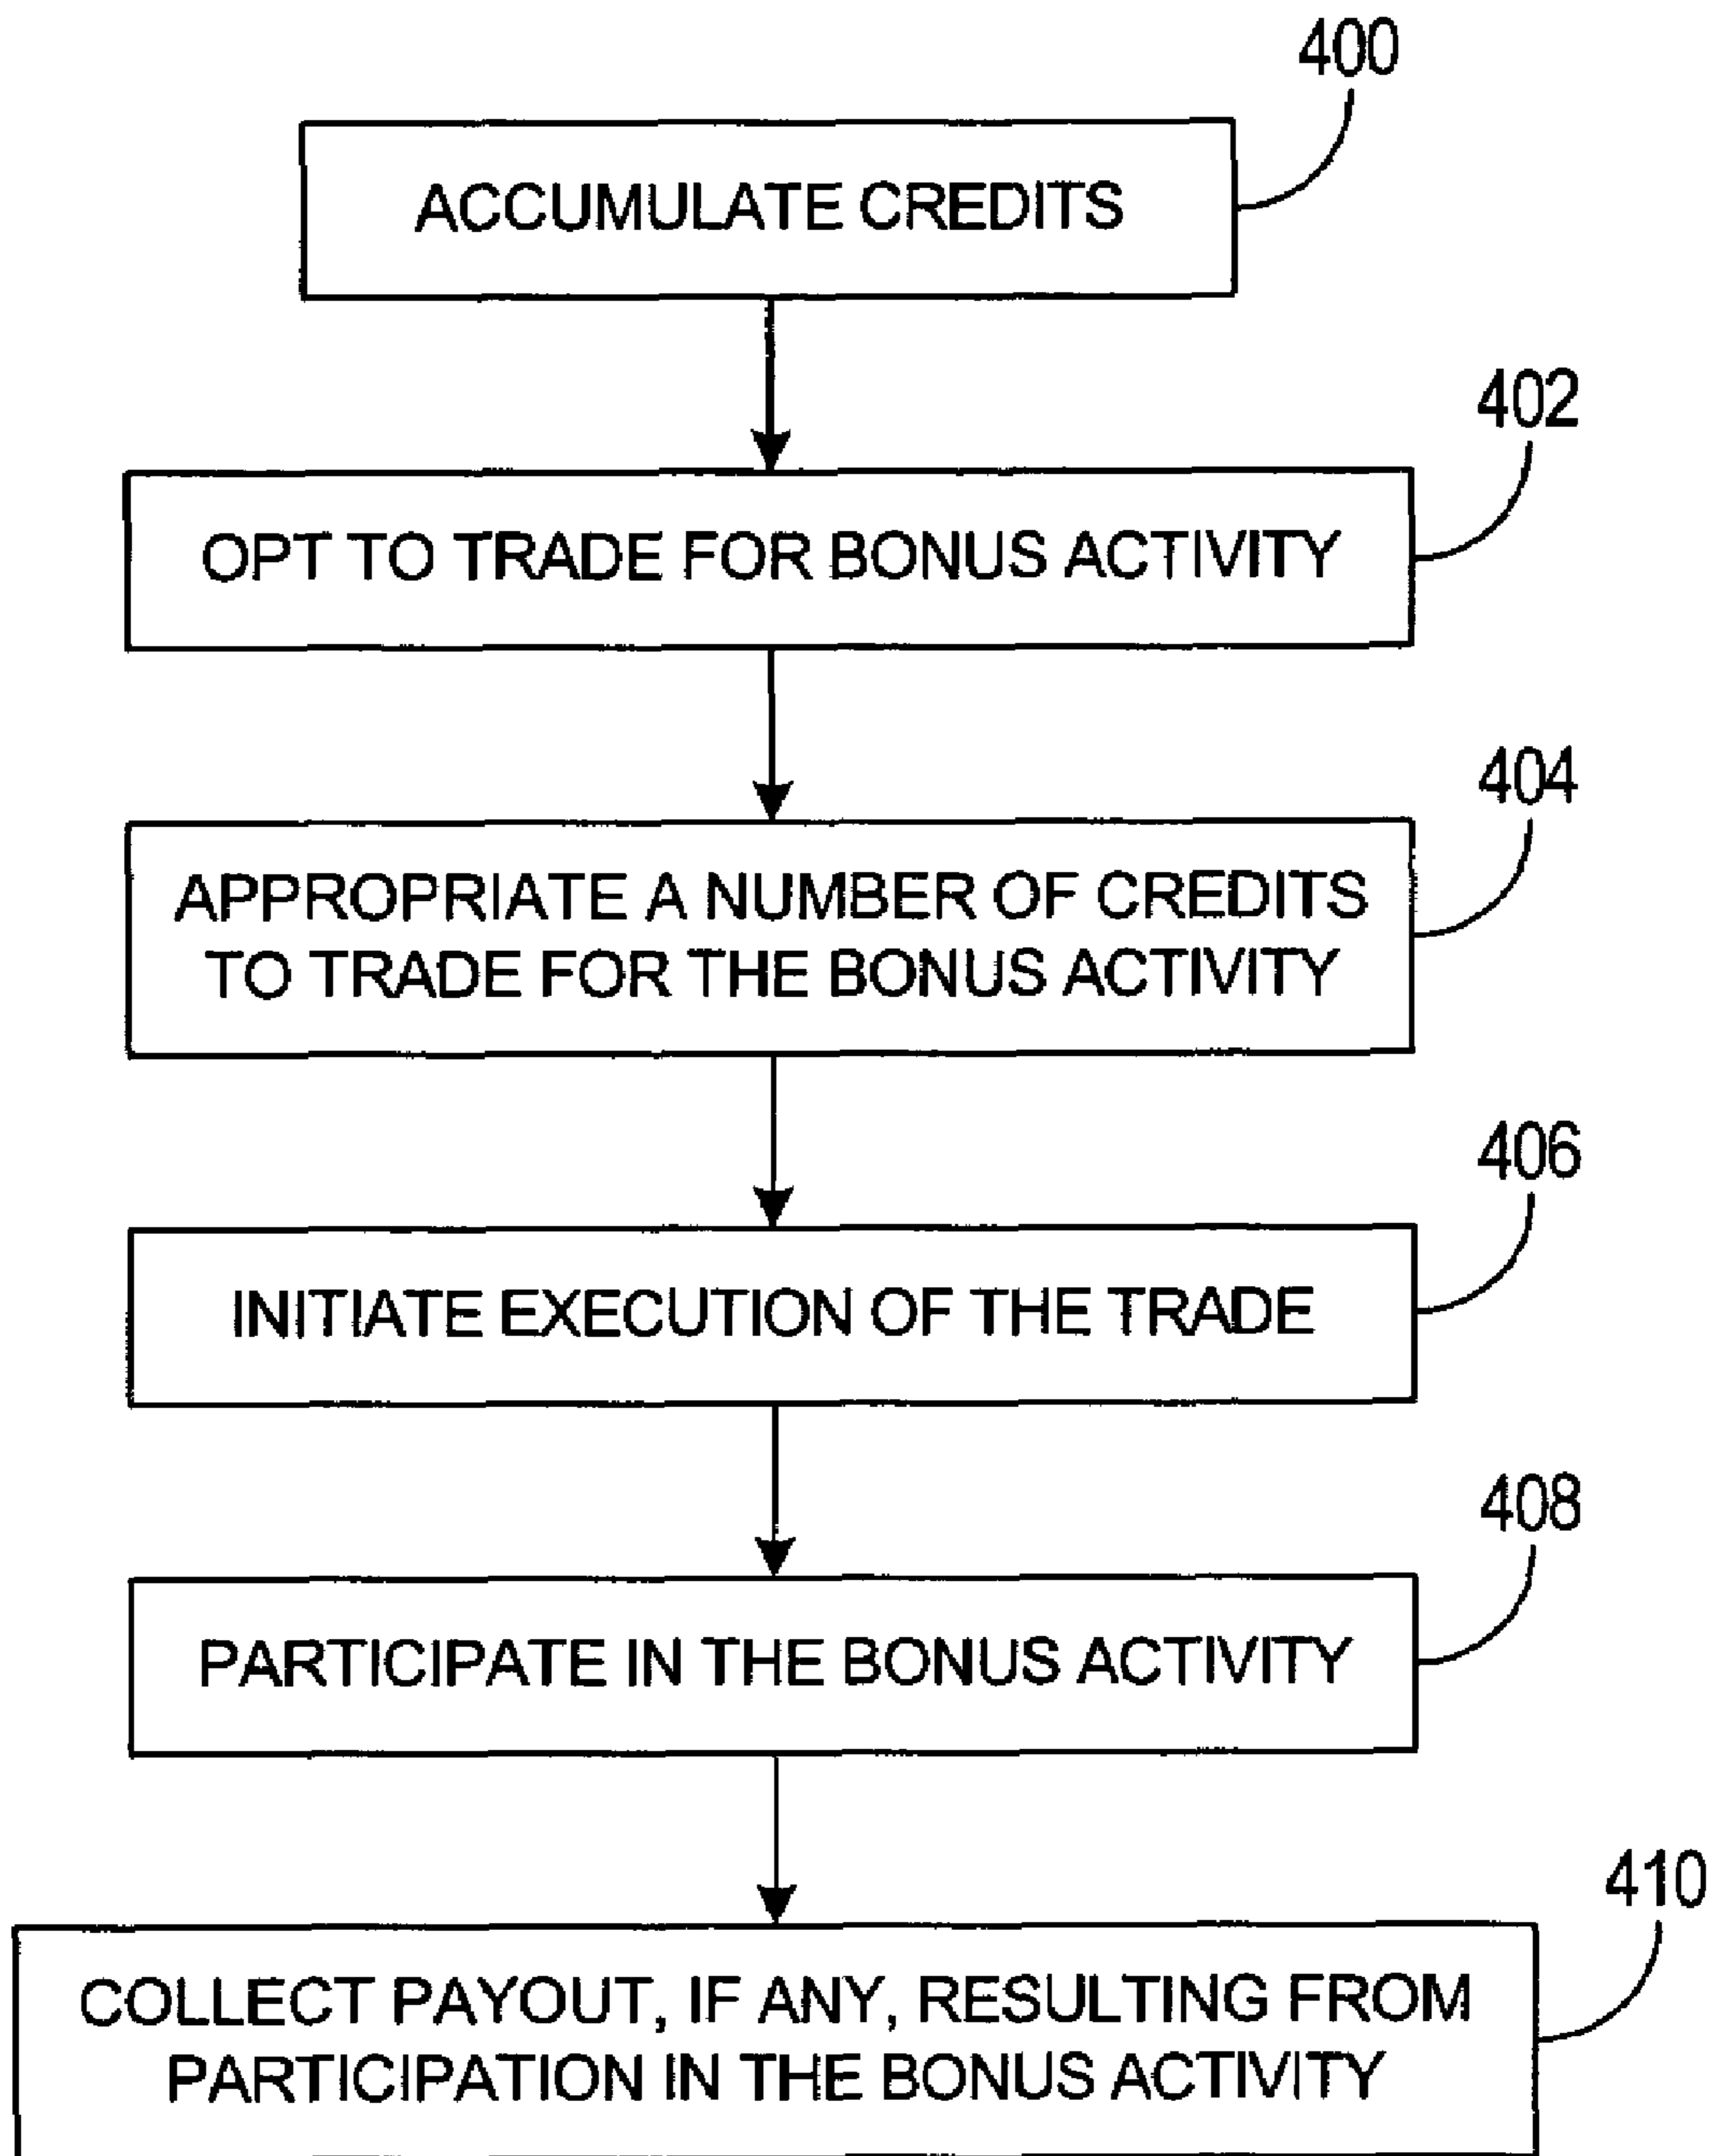 400
ACCUMULATE CREDITS
402
OPT TO TRADE FOR BONUS ACTIVITY
404
APPROPRIATE A NUMBER OF CREDITS
TO TRADE FOR THE BONUS ACTIVITY
406
INITIATE EXECUTION OF THE TRADE
408
PARTICIPATE IN THE BONUS ACTIVITY
410
COLLECT PAYOUT, IF ANY, RESULTING FROM
PARTICIPATION IN THE BONUS ACTIVITY